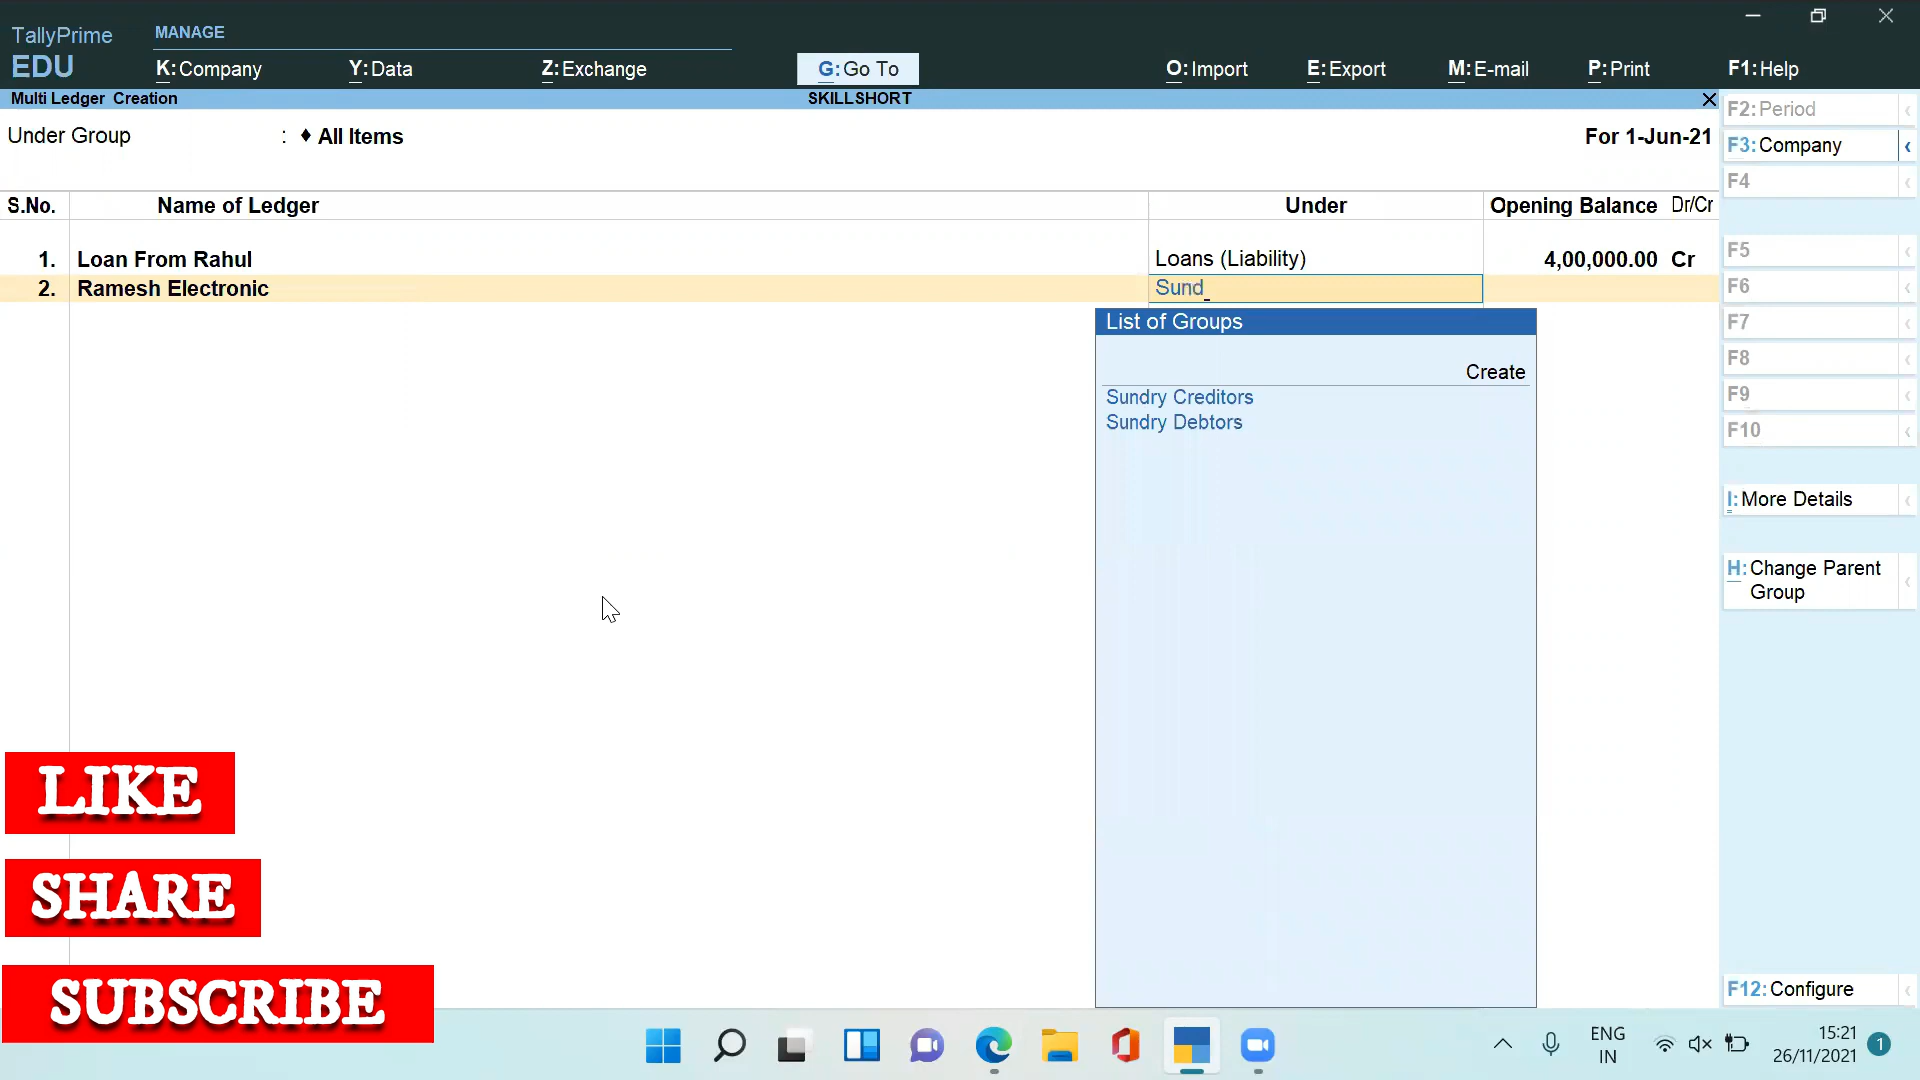 TallyPrime
EDU
MANAGE
K:Company
Y:Data
Z:Exchange
G:Go To
O:Import
E:Export
M:E-mail
P:Print
F1:Help
Multi Ledger Creation
SKILLSHORT
Under Group : ♦ All Items
For 1-Jun-21
S.No. Name of Ledger Under Opening Balance Dr/Cr
1. Loan From Rahul Loans (Liability) 4,00,000.00 Cr
2. Ramesh Electronic Sund
List of Groups
Create
Sundry Creditors
Sundry Debtors
F2:Period
F3:Company
F4
F5
F6
F7
F8
F9
F10
I:More Details
H:Change Parent
Group
F12:Configure
LIKE
SHARE
SUBSCRIBE
ENG
IN
15:21
26/11/2021
1